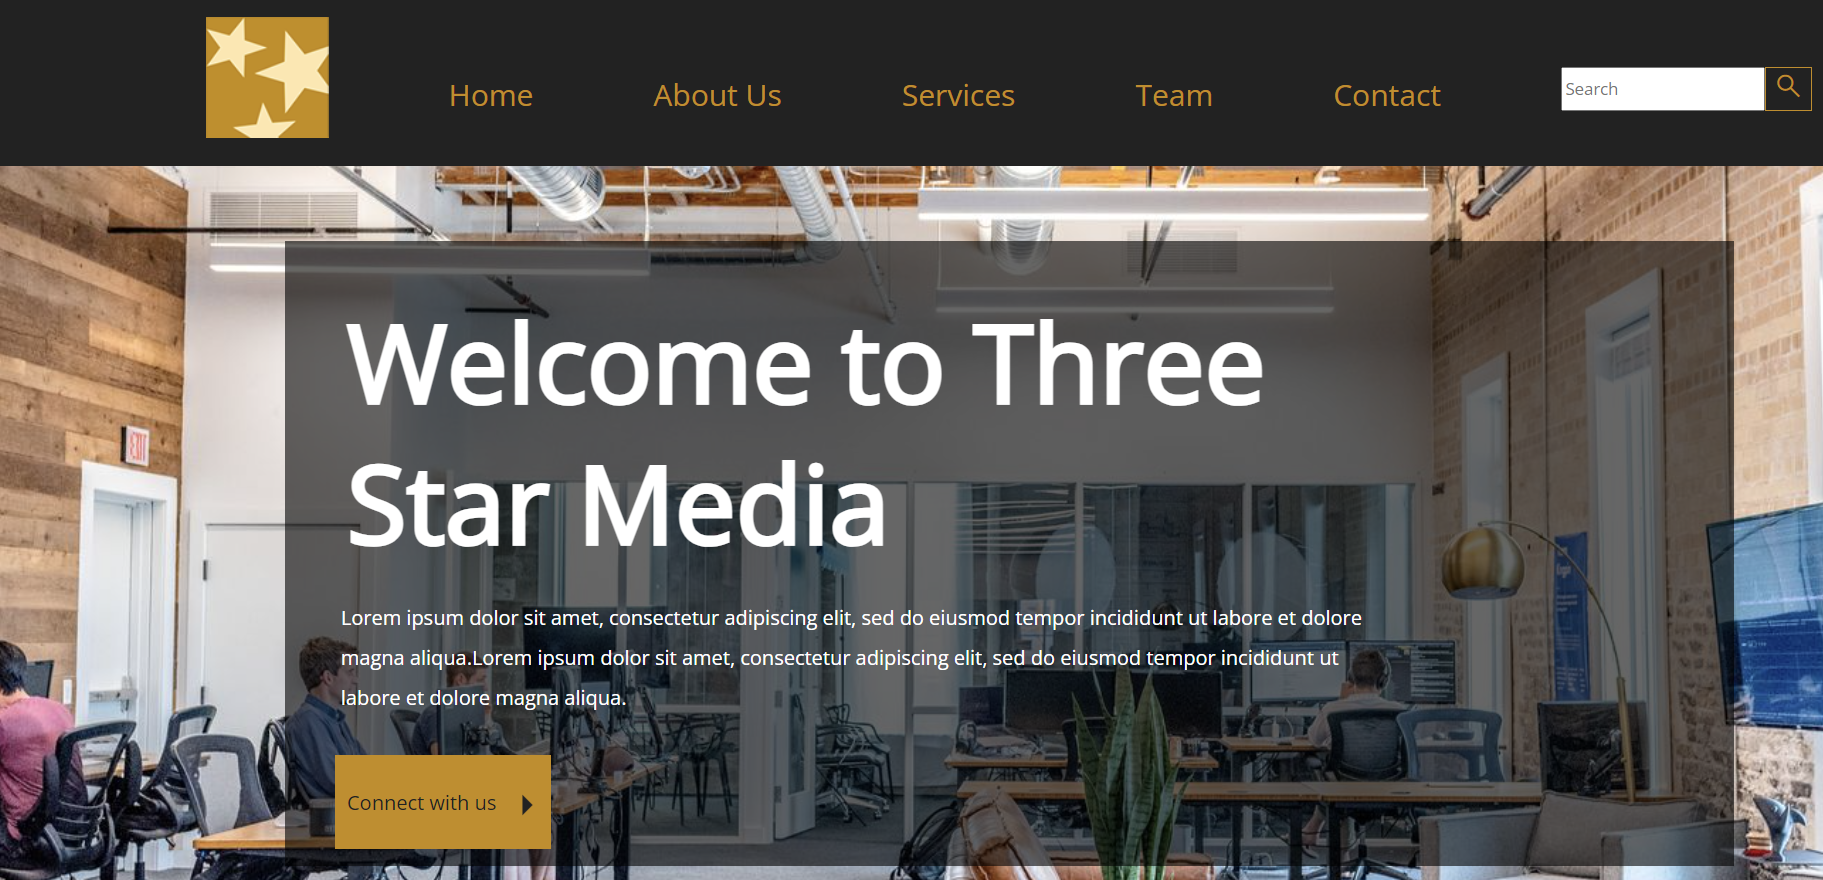 Home About Us Services Team Contact Search
Welcome to Three
Star Media
EXIT
Lorem ipsum dolor sit amet, consectetur adipiscing elit, sed do eiusmod tempor incididunt ut labore et dolore
magna aliqua.Lorem ipsum dolor sit amet, consectetur adipiscing elit, sed do eiusmod tempor incididunt ut
labore et dolore magna aliqua.
Connect with us